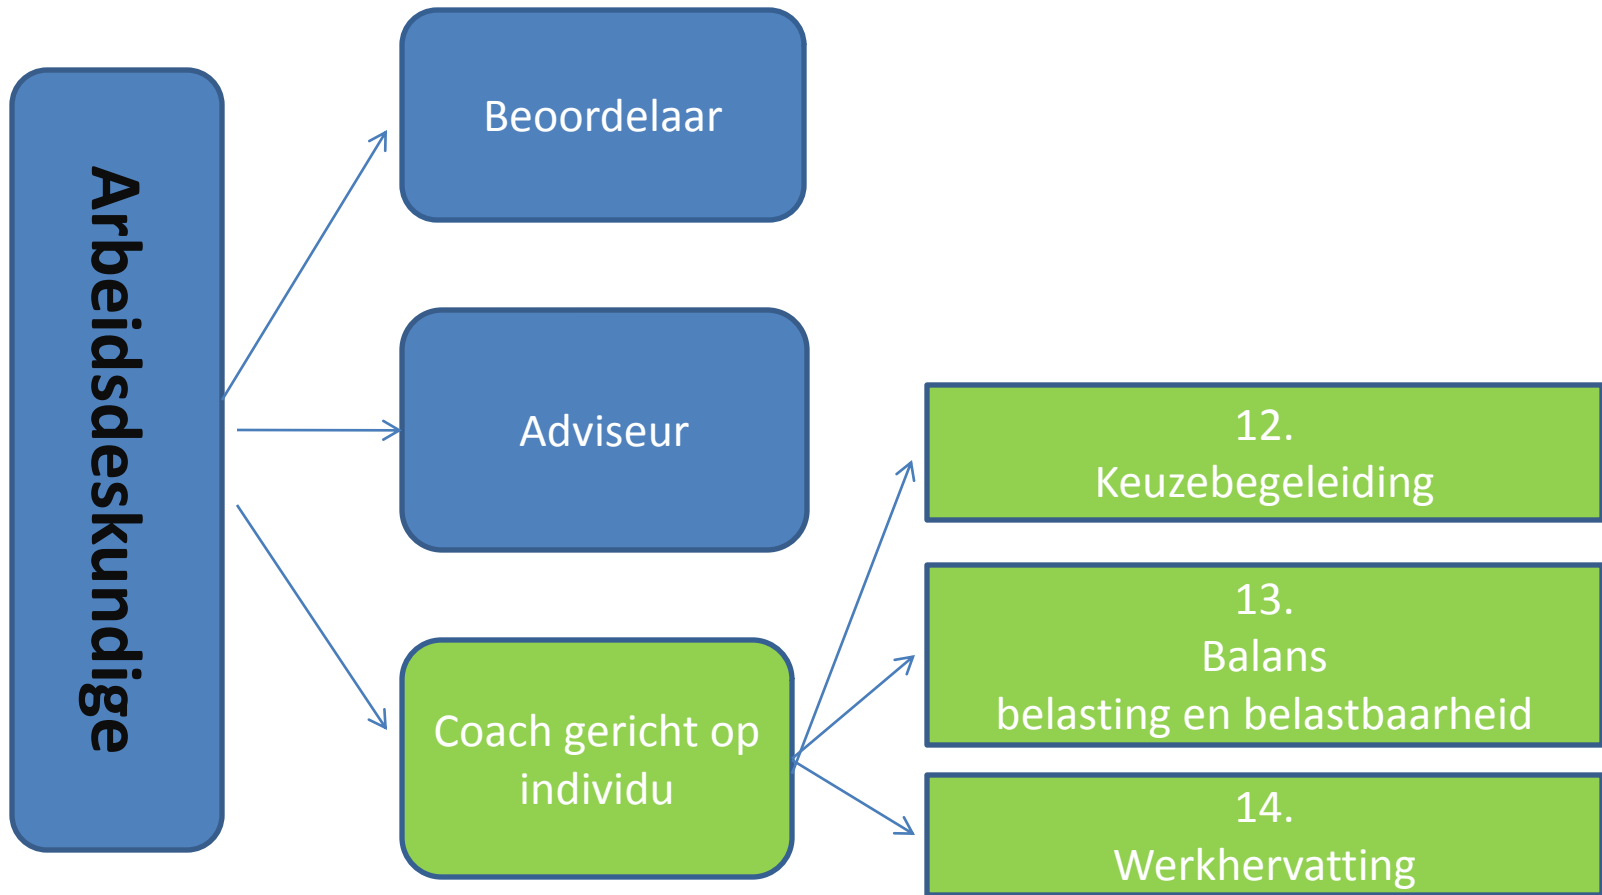 Arbeidsdeskundige
Beoordelaar
Adviseur
Coach gericht op
individu
12.
Keuzebegeleiding
13.
Balans
belasting en belastbaarheid
14.
Werkhervatting